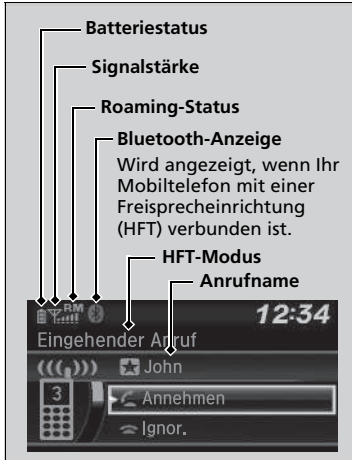 Batteriestatus
Signalstärke
Roaming-Status
Bluetooth-Anzeige
Wird angezeigt, wenn Ihr
Mobiltelefon mit einer
Freisprecheinrichtung
(HFT) verbunden ist.
HFT-Modus
Anrufname
RM 12:34
Eingehender Anruf
John
3
Annehmen
Ignor.